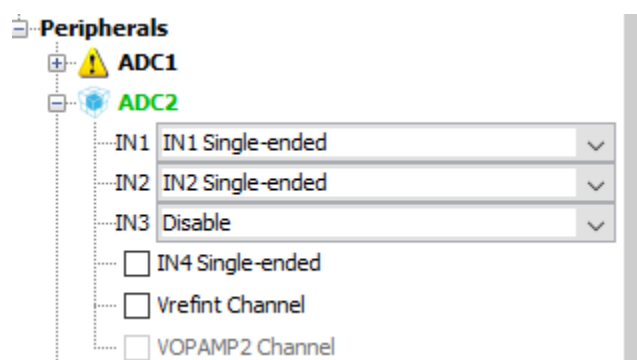 Peripherals
ADC1
ADC2
IN1 IN1 Single-ended
IN2 IN2 Single-ended
IN3 Disable
IN4 Single-ended
Vrefint Channel
VOPAMP2 Channel